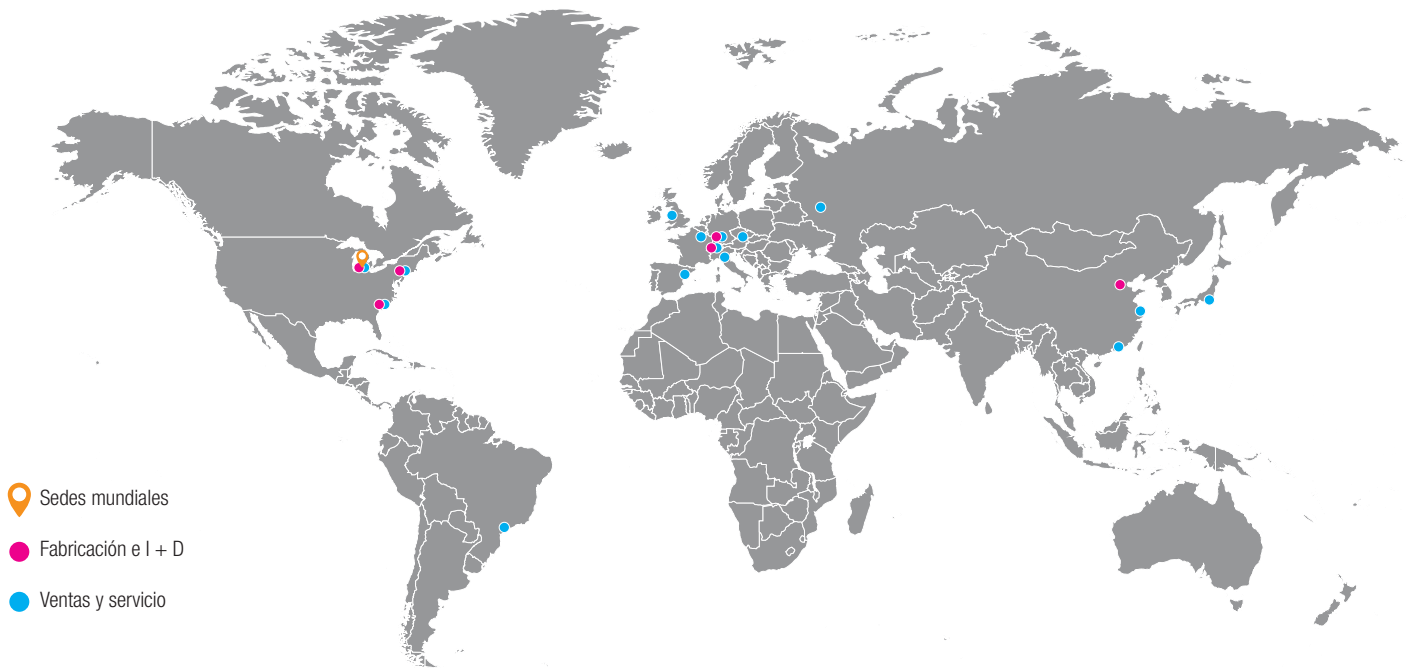 Sedes mundiales
Fabricación e I + D
Ventas y servicio